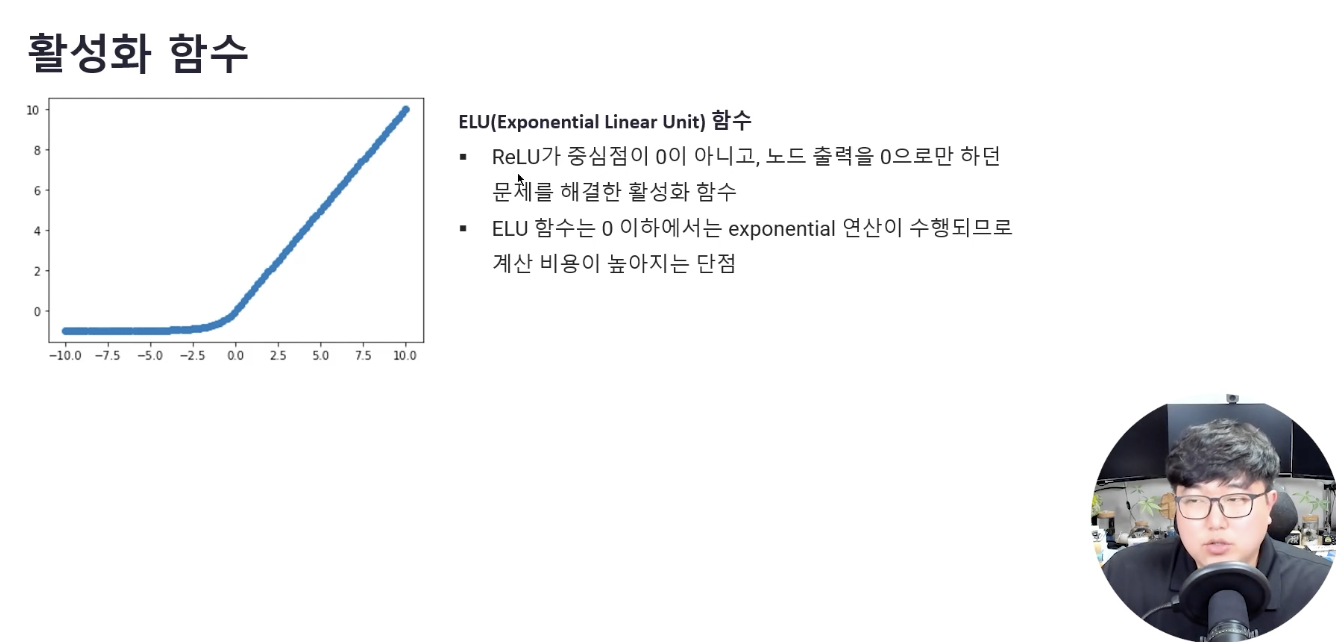 활성화 함수
10
8
6
4
2
0
−10.0 −7.5 −5.0 −2.5 0.0 2.5 5.0 7.5 10.0
ELU(Exponential Linear Unit) 함수
▪ ReLU가 중심점이 0이 아니고, 노드 출력을 0으로만 하던
문제를 해결한 활성화 함수
▪ ELU 함수는 0 이하에서는 exponential 연산이 수행되므로
계산 비용이 높아지는 단점